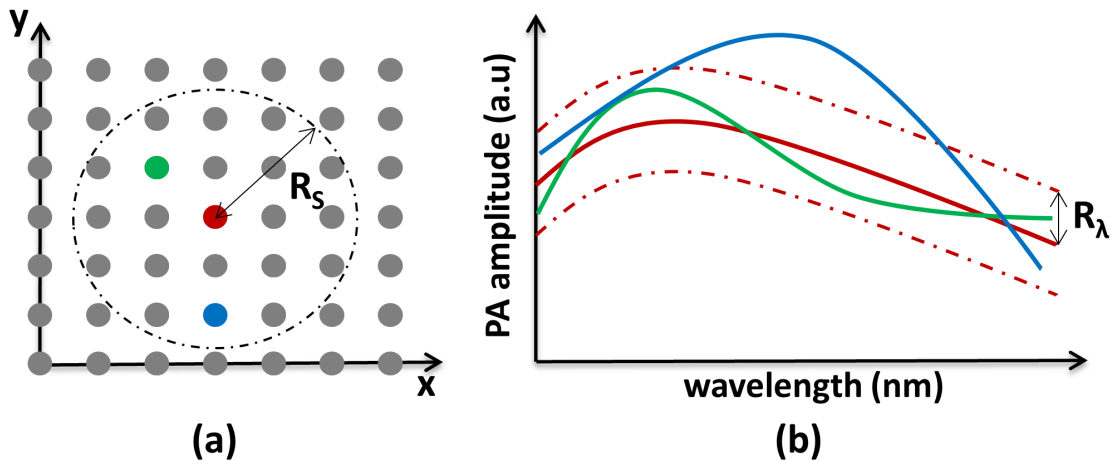 y
R_S
x
(a)
PA amplitude (a.u)
R_λ
wavelength (nm)
(b)